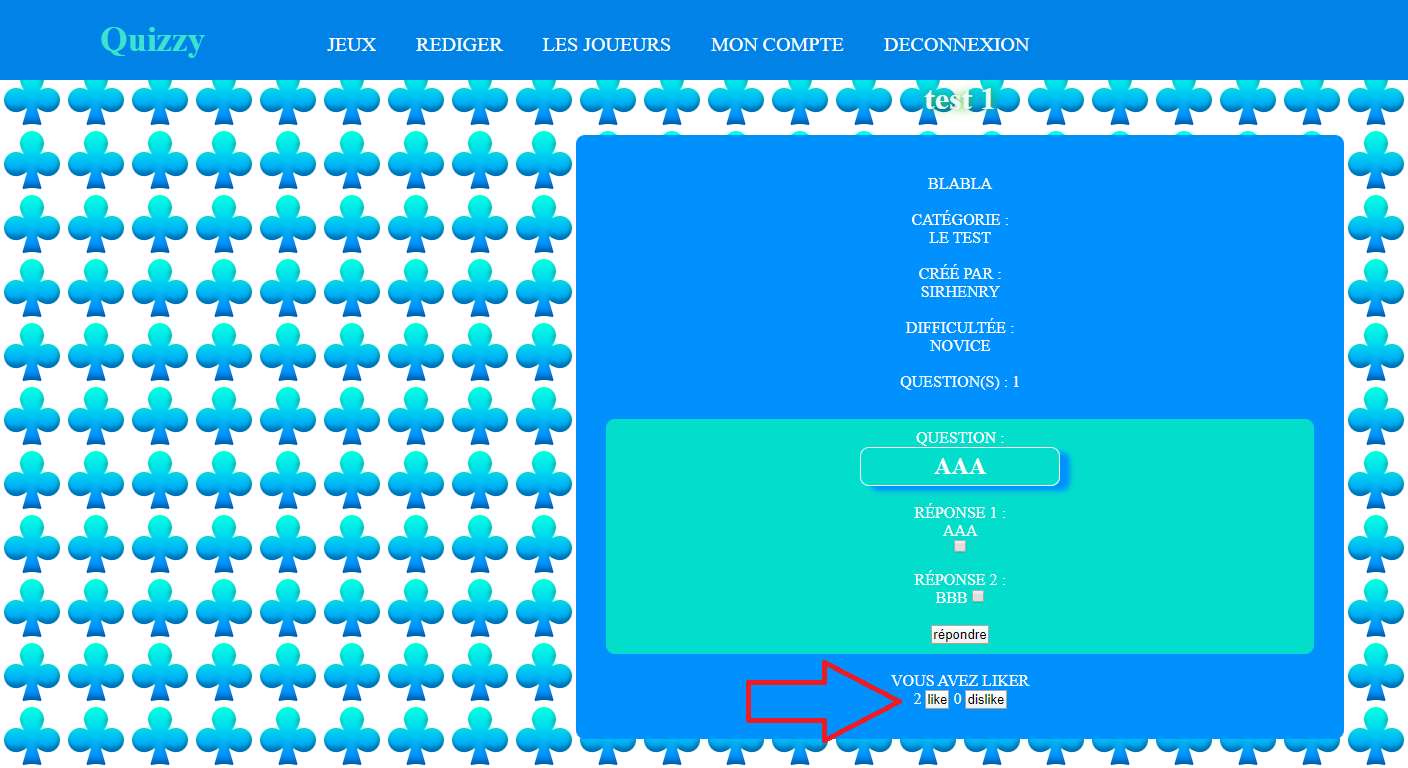 Quizzy JEUX REDIGER LES JOUEURS MON COMPTE DECONNEXION
test 1
BLABLA
CATÉGORIE :
LE TEST
CRÉÉ PAR :
SIRHENRY
DIFFICULTÉE :
NOVICE
QUESTION(S) : 1
QUESTION :
AAA
RÉPONSE 1 :
AAA
RÉPONSE 2 :
BBB
répondre
VOUS AVEZ LIKER
2 like 0 dislike